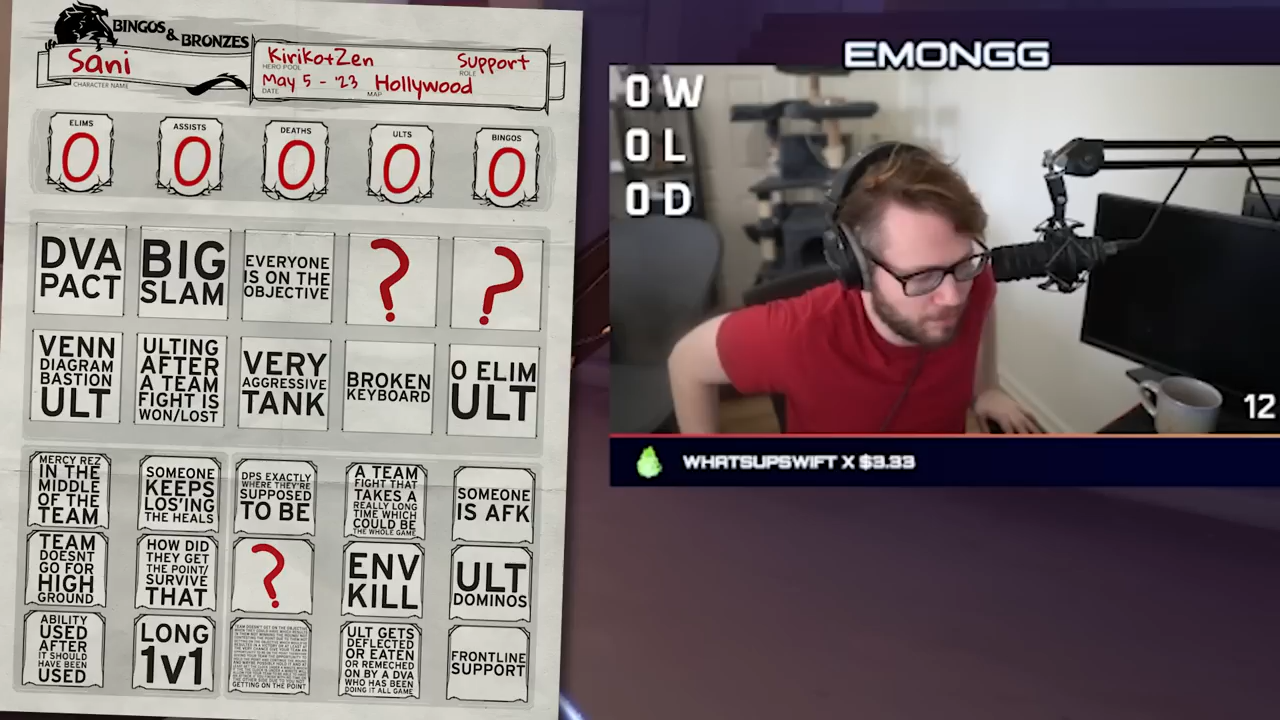 BINGOS & BRONZES
Sani
CHARACTER NAME
Kiriko+Zen
HERO POOL
Support
ROLE
May 5 - '23
DATE
Hollywood
MAP
ELIMS
0
ASSISTS
0
DEATHS
0
ULTS
0
BINGOS
0
DVA
PACT
BIG
SLAM
EVERYONE
IS ON THE
OBJECTIVE
?
?
VENN
DIAGRAM
BASTION
ULT
ULTING
AFTER
A TEAM
FIGHT IS
WON/LOST
VERY
AGGRESSIVE
TANK
BROKEN
KEYBOARD
0 ELIM
ULT
MERCY REZ
IN THE
MIDDLE
OF THE
TEAM
SOMEONE
KEEPS
LOS'ING
THE HEALS
DPS EXACTLY
WHERE THEY'RE
SUPPOSED
TO BE
A TEAM
FIGHT THAT
TAKES A
REALLY LONG
TIME WHICH
COULD BE
THE WHOLE GAME
SOMEONE
IS AFK
TEAM
DOESNT
GO FOR
HIGH
GROUND
HOW DID
THEY GET
THE POINT/
SURVIVE
THAT
?
ENV
KILL
ULT
DOMINOS
ABILITY
USED
AFTER
IT SHOULD
HAVE BEEN
USED
LONG
1v1
GETTING ON THE POINT
ULT GETS
DEFLECTED
OR EATEN
OR REMECHED
ON BY A DVA
WHO HAS BEEN
DOING IT ALL GAME
FRONTLINE
SUPPORT
EMONGG
0 W
0 L
0 D
12
WHATSUPSWIFT X $3.33